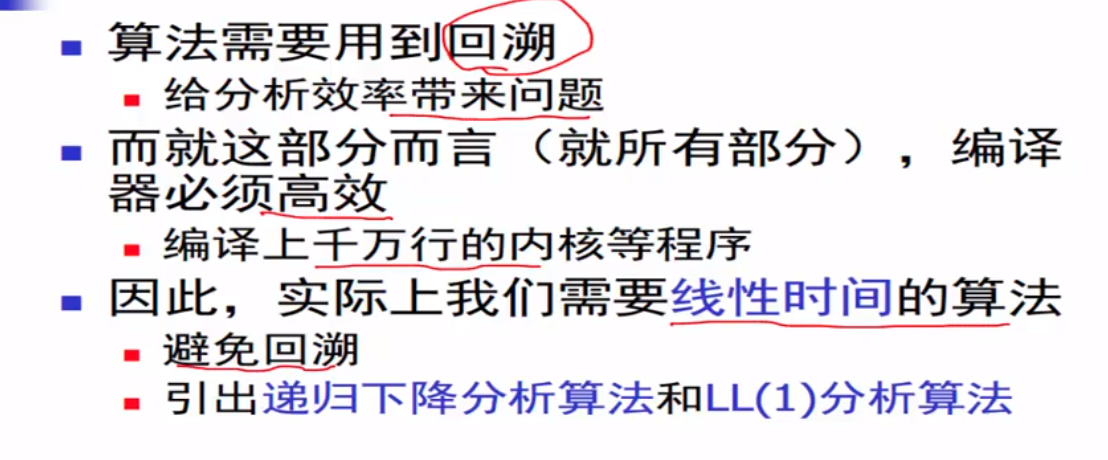 算法需要用到回溯
给分析效率带来问题
而就这部分而言（就所有部分），编译
器必须高效
编译上千万行的内核等程序
因此，实际上我们需要线性时间的算法
避免回溯
引出递归下降分析算法和LL(1)分析算法